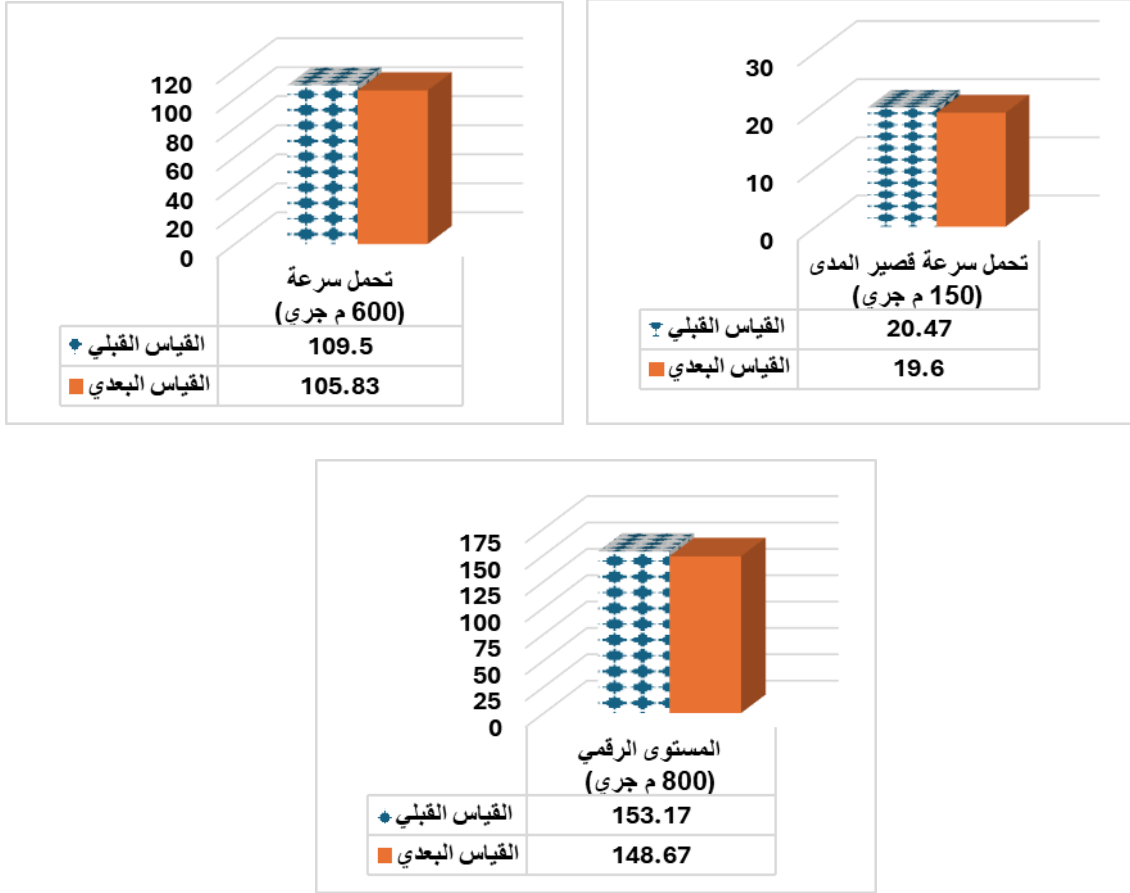 120
100
80
60
40
20
0
تحمل سرعة
(600 م جري)
القياس القبلي 109.5
القياس البعدي 105.83
30
20
10
0
تحمل سرعة قصير المدى
(150 م جري)
القياس القبلي 20.47
القياس البعدي 19.6
175
150
125
100
75
50
25
0
المستوى الرقمي
(800 م جري)
القياس القبلي 153.17
القياس البعدي 148.67